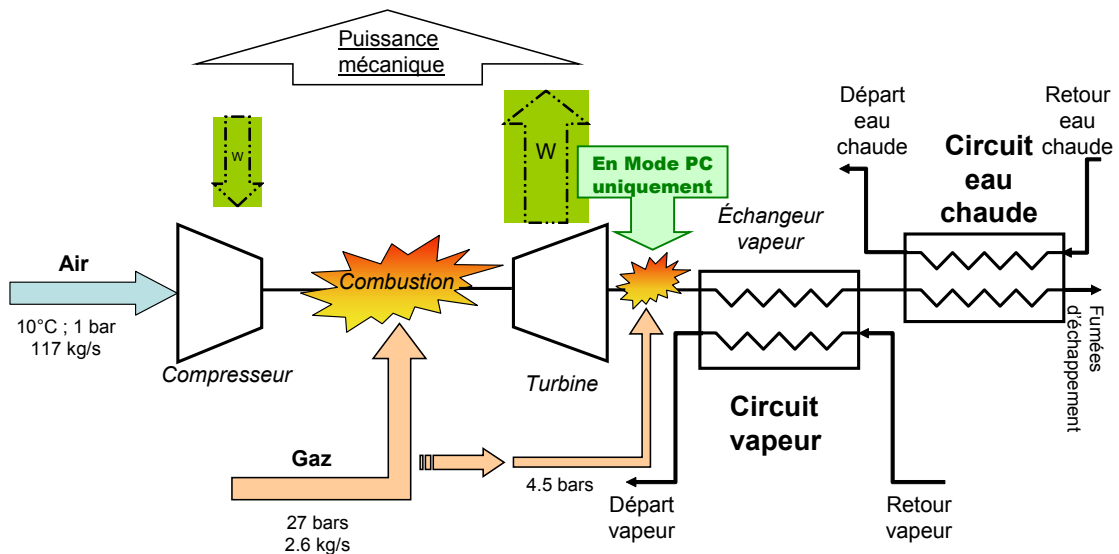 Puissance
mécanique
W
W
En Mode PC
uniquement
Départ
eau
chaude
Retour
eau
chaude
Circuit
eau
chaude
Échangeur
vapeur
Air
10°C ; 1 bar
117 kg/s
Compresseur
Combustion
Turbine
Fumées
d'échappement
Circuit
vapeur
Gaz
27 bars
2.6 kg/s
4.5 bars
Départ
vapeur
Retour
vapeur